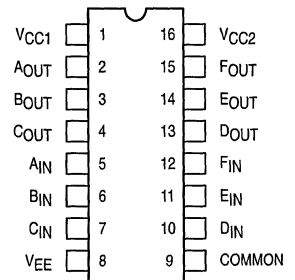 VCC1 1 16 VCC2
AOUT 2 15 FOUT
BOUT 3 14 EOUT
COUT 4 13 DOUT
AIN 5 12 FIN
BIN 6 11 EIN
CIN 7 10 DIN
VEE 8 9 COMMON